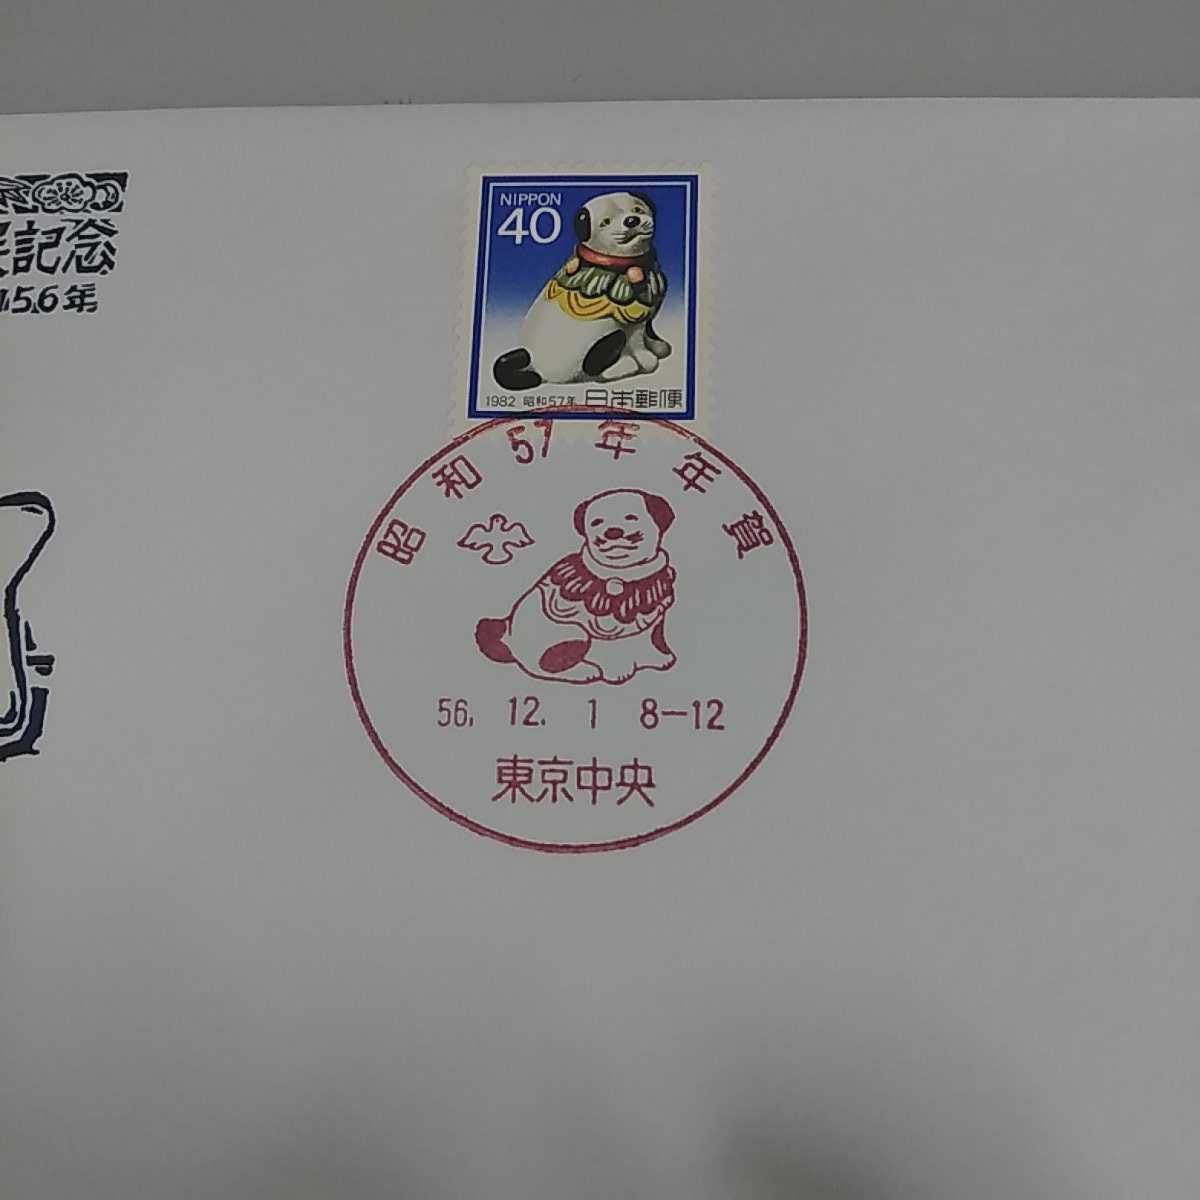 記念
56年
NIPPON
40
1982 昭和57年 日本郵便
昭和57年年賀
56. 12. 1 8-12
東京中央